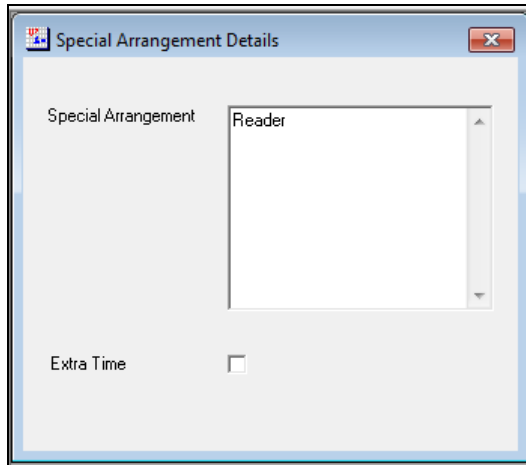 Special Arrangement Details
Special Arrangement
Reader
Extra Time